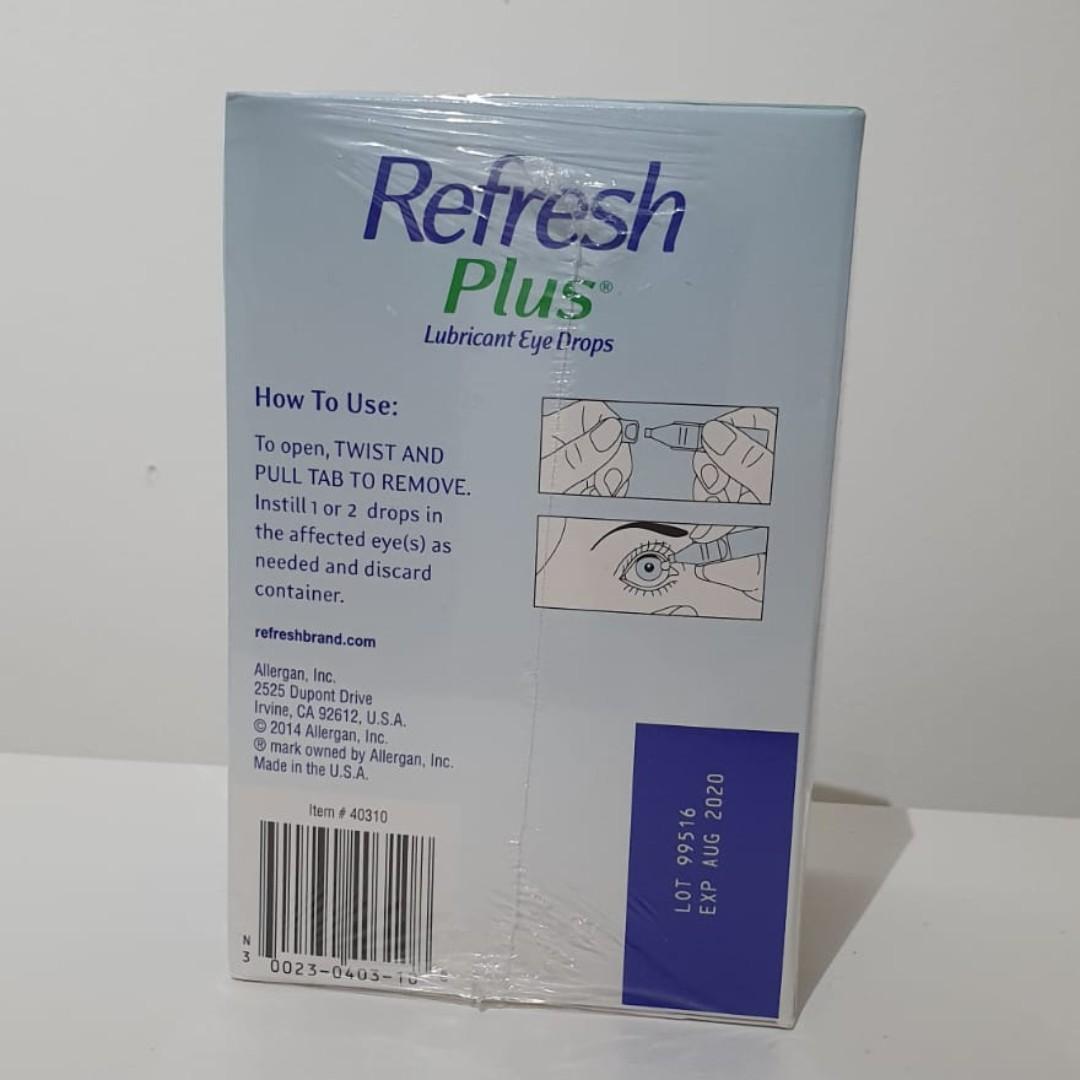 Refresh
Plus®
Lubricant Eye Drops
How To Use:
To open, TWIST AND
PULL TAB TO REMOVE.
Instill 1 or 2 drops in
the affected eye(s) as
needed and discard
container.
refreshbrand.com
Allergan, Inc.
2525 Dupont Drive
Irvine, CA 92612, U.S.A.
© 2014 Allergan, Inc.
® mark owned by Allergan, Inc.
Made in the U.S.A.
Item # 40310
N
3
LOT 99516
EXP AUG 2020